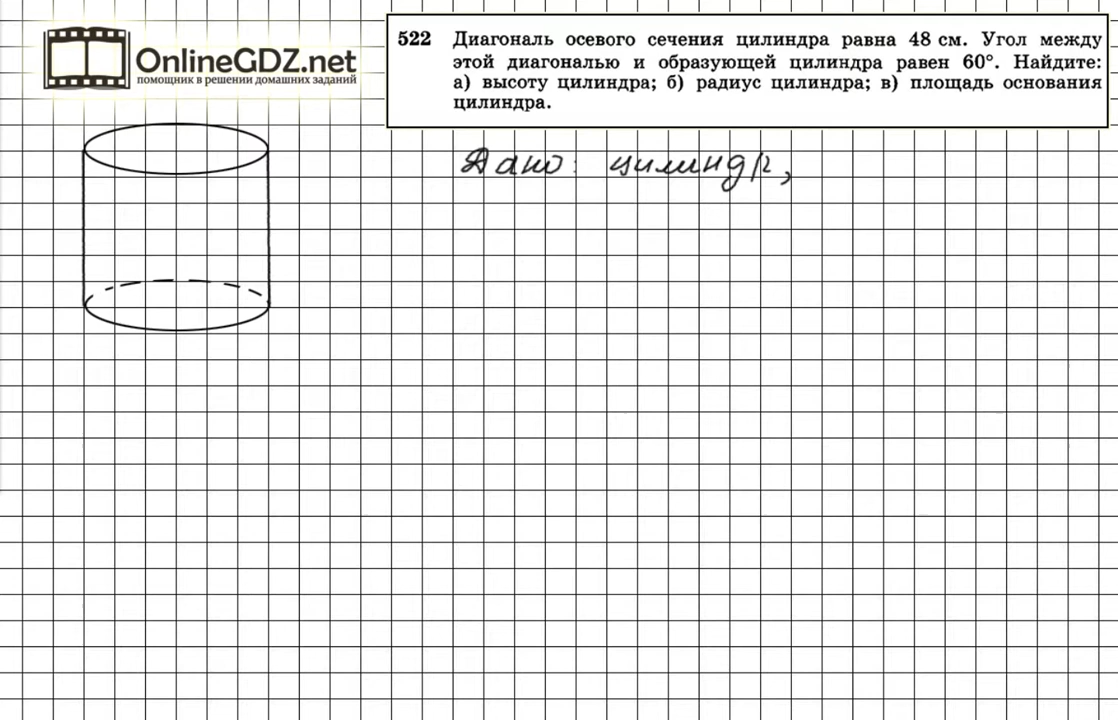 OnlineGDZ.net
помощник в решении домашних заданий
522 Диагональ осевого сечения цилиндра равна 48 см. Угол между
этой диагональю и образующей цилиндра равен 60°. Найдите:
а) высоту цилиндра; б) радиус цилиндра; в) площадь основания
цилиндра.
Дано: цилиндр,